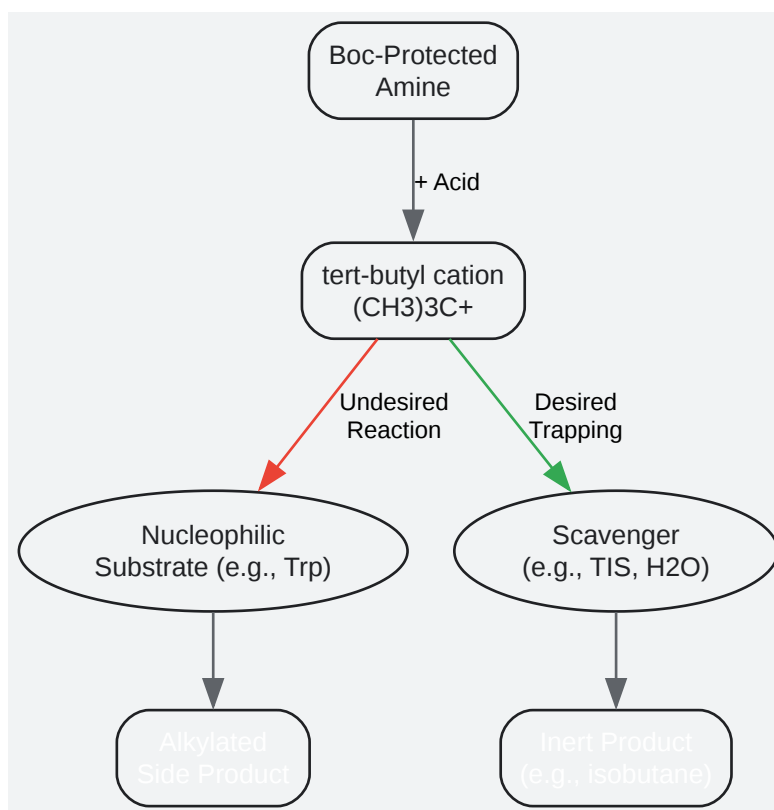 Boc-Protected
Amine
+ Acid
tert-butyl cation
(CH3)3C+
Undesired
Reaction
Desired
Trapping
Nucleophilic
Substrate (e.g., Trp)
Scavenger
(e.g., TIS, H2O)
Alkylated
Side Product
Inert Product
(e.g., isobutane)